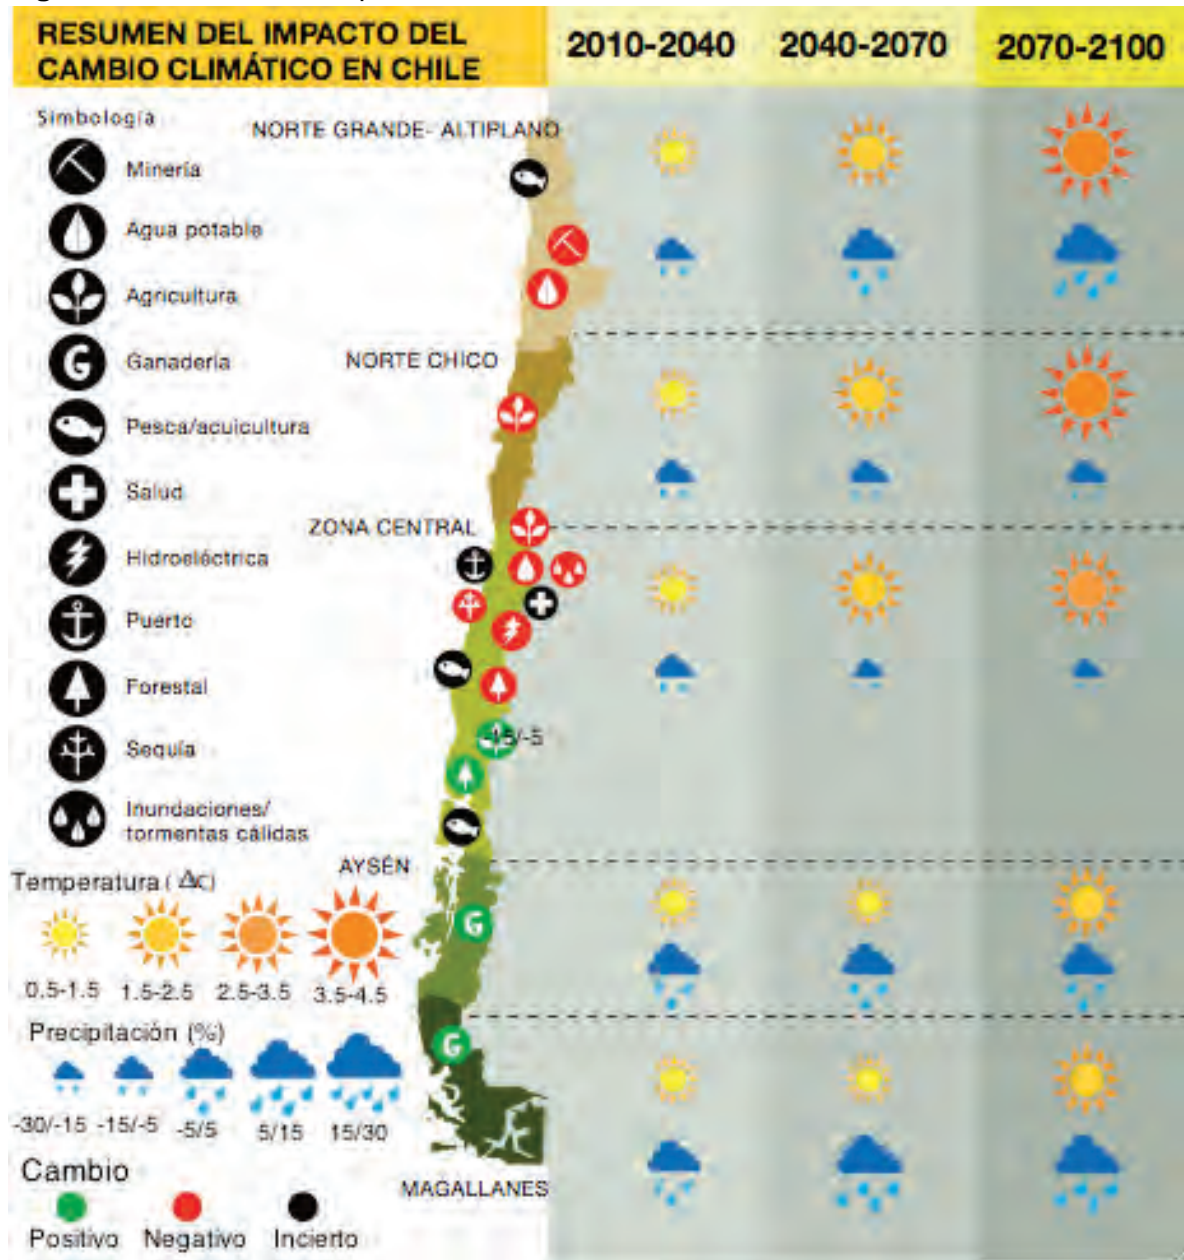 RESUMEN DEL IMPACTO DEL
CAMBIO CLIMÁTICO EN CHILE
2010-2040
2040-2070
2070-2100
Simbología
Minería
Agua potable
Agricultura
Ganadería
Pesca/acuicultura
Salud
Hidroeléctrica
Puerto
Forestal
Sequía
Inundaciones/
tormentas cálidas
NORTE GRANDE- ALTIPLANO
NORTE CHICO
ZONA CENTRAL
-15/-5
AYSÉN
G
G
G
MAGALLANES
Temperatura ( ΔC)
0.5-1.5 1.5-2.5 2.5-3.5 3.5-4.5
Precipitación (%)
-30/-15 -15/-5 -5/5 5/15 15/30
Cambio
Positivo Negativo Incierto